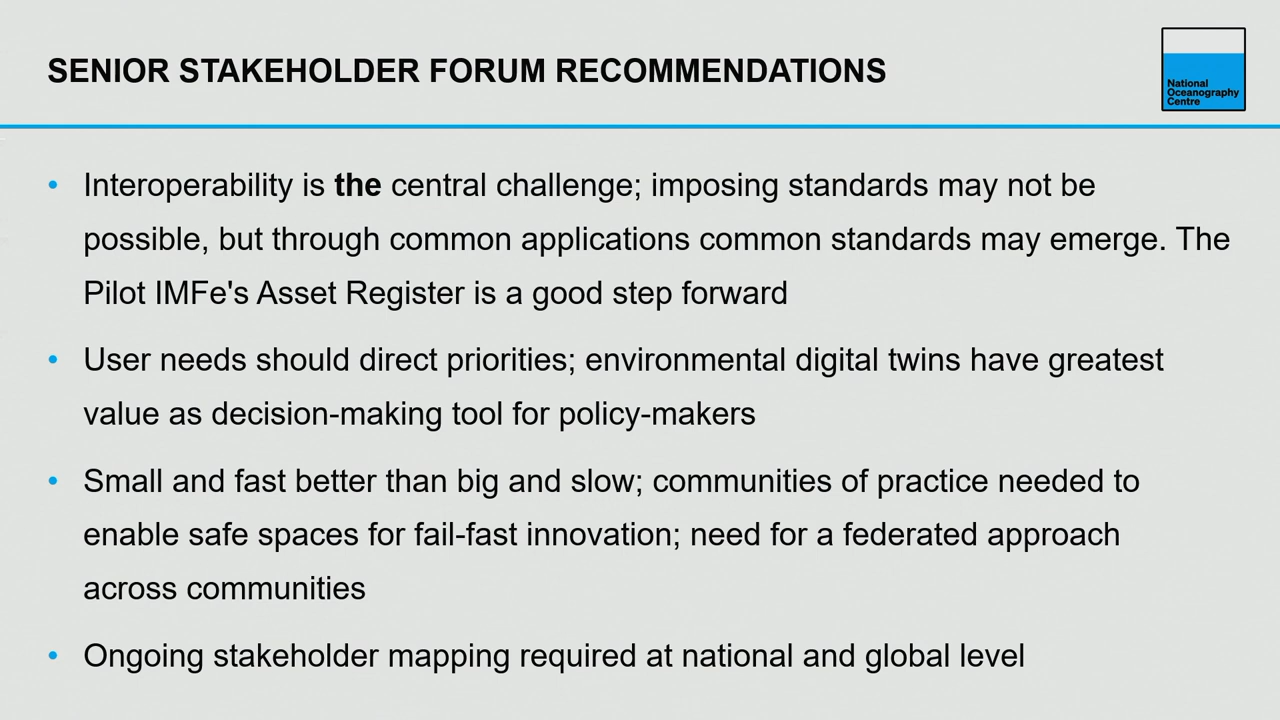 SENIOR STAKEHOLDER FORUM RECOMMENDATIONS
National
Oceanography
Centre
• Interoperability is the central challenge; imposing standards may not be
possible, but through common applications common standards may emerge. The
Pilot IMFe's Asset Register is a good step forward
• User needs should direct priorities; environmental digital twins have greatest
value as decision-making tool for policy-makers
• Small and fast better than big and slow; communities of practice needed to
enable safe spaces for fail-fast innovation; need for a federated approach
across communities
• Ongoing stakeholder mapping required at national and global level